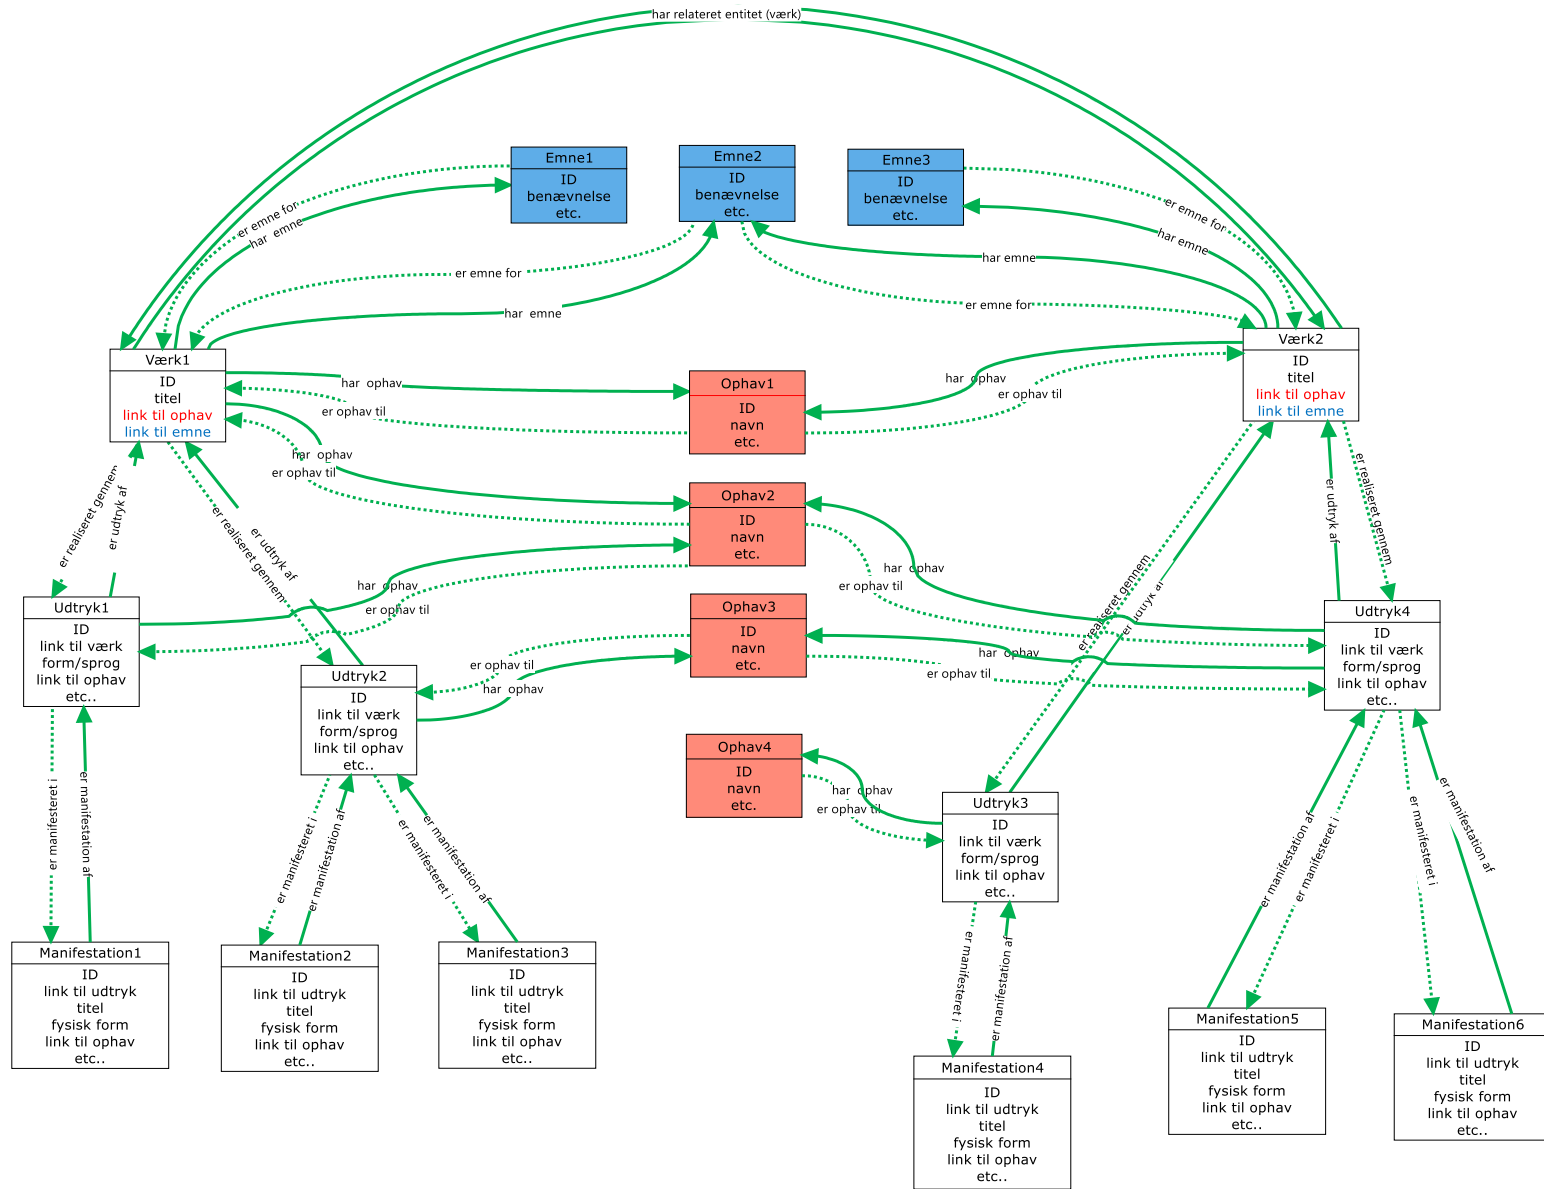 har relateret entitet (værk)
Emne1
ID
benævnelse
etc.
Emne2
ID
benævnelse
etc.
Emne3
ID
benævnelse
etc.
er emne for
har emne
er emne for
har emne
er emne for
har emne
har emne
er emne for
Værk1
ID
titel
link til ophav
link til emne
Værk2
ID
titel
link til ophav
link til emne
har ophav
er ophav til
har ophav
er ophav til
Ophav1
ID
navn
etc.
har ophav
er ophav til
Ophav2
ID
navn
etc.
har ophav
er ophav til
har ophav
er ophav til
Ophav3
ID
navn
etc.
er ophav til
har ophav
har ophav
er ophav til
Ophav4
ID
navn
etc.
har ophav
er ophav til
er realiseret gennem
er udtryk af
er realiseret gennem
er udtryk af
er realiseret gennem
er udtryk af
er udtryk af
er realiseret gennem
Udtryk1
ID
link til værk
form/sprog
link til ophav
etc..
Udtryk2
ID
link til værk
form/sprog
link til ophav
etc..
Udtryk3
ID
link til værk
form/sprog
link til ophav
etc..
Udtryk4
ID
link til værk
form/sprog
link til ophav
etc..
er manifesteret i
er manifestation af
er manifesteret i
er manifestation af
er manifesteret i
er manifestation af
er manifesteret i
er manifestation af
er manifestation af
er manifesteret i
er manifesteret i
er manifestation af
Manifestation1
ID
link til udtryk
titel
fysisk form
link til ophav
etc..
Manifestation2
ID
link til udtryk
titel
fysisk form
link til ophav
etc..
Manifestation3
ID
link til udtryk
titel
fysisk form
link til ophav
etc..
Manifestation4
ID
link til udtryk
titel
fysisk form
link til ophav
etc..
Manifestation5
ID
link til udtryk
titel
fysisk form
link til ophav
etc..
Manifestation6
ID
link til udtryk
titel
fysisk form
link til ophav
etc..